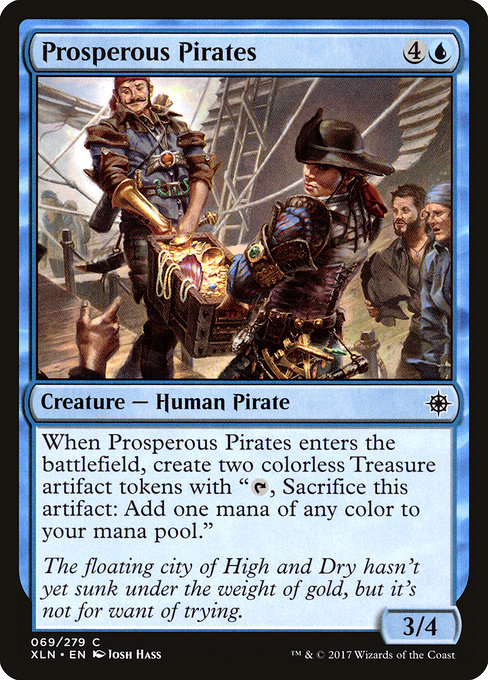 Prosperous Pirates 4
Creature — Human Pirate
When Prosperous Pirates enters the
battlefield, create two colorless Treasure
artifact tokens with “, Sacrifice this
artifact: Add one mana of any color to
your mana pool.”
The floating city of High and Dry hasn’t
yet sunk under the weight of gold, but it’s
not for want of trying.
3/4
069/279 C
XLN • EN Josh Hass
™ & © 2017 Wizards of the Coast